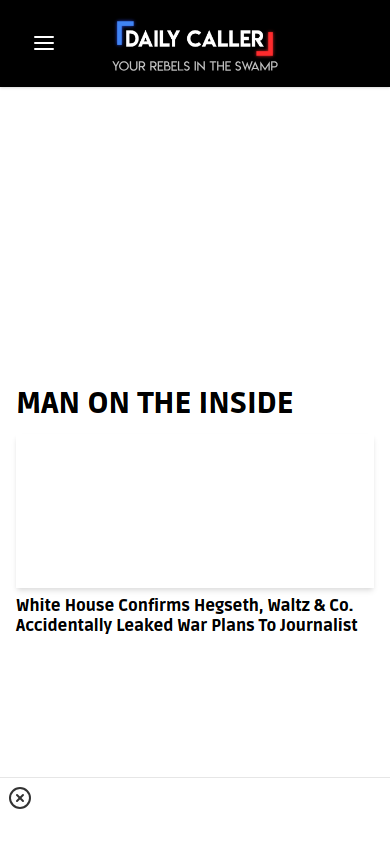 DAILY CALLER
YOUR REBELS IN THE SWAMP
MAN ON THE INSIDE
White House Confirms Hegseth, Waltz & Co.
Accidentally Leaked War Plans To Journalist